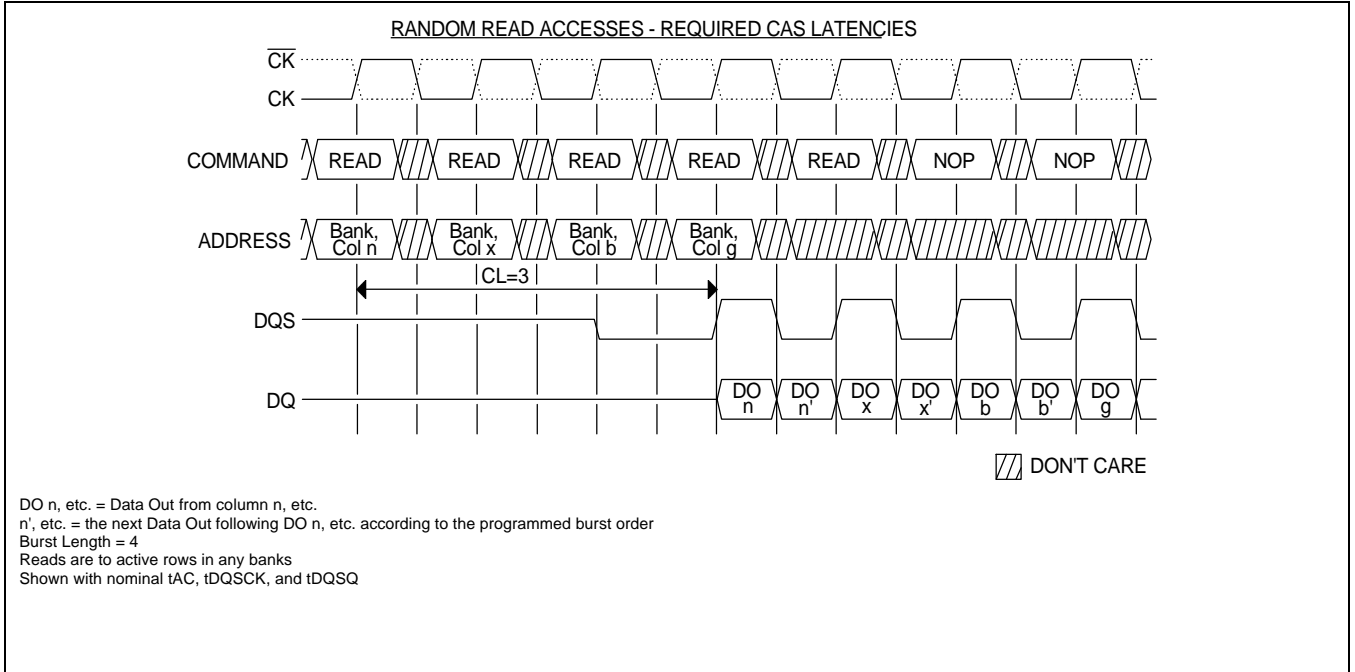 RANDOM READ ACCESSES - REQUIRED CAS LATENCIES
CK
CK
COMMAND READ READ READ READ READ NOP NOP
ADDRESS Bank, Col n Bank, Col x Bank, Col b Bank, Col g
CL=3
DQS
DQ DO n DO n' DO x DO x' DO b DO b' DO g
DON'T CARE
DO n, etc. = Data Out from column n, etc.
n', etc. = the next Data Out following DO n, etc. according to the programmed burst order
Burst Length = 4
Reads are to active rows in any banks
Shown with nominal tAC, tDQSCK, and tDQSQ